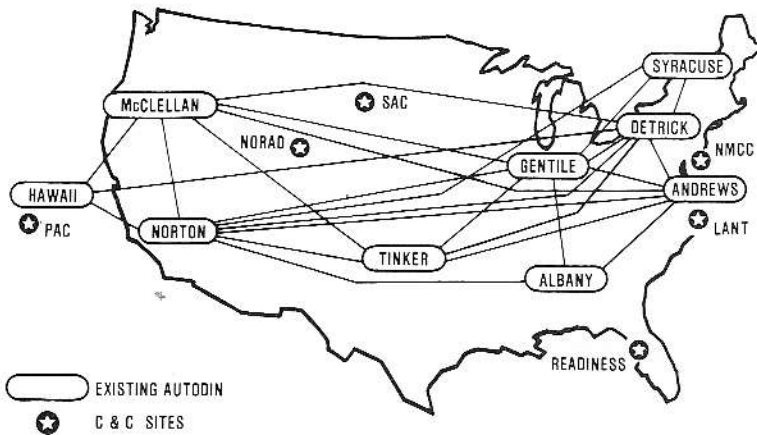 SYRACUSE
McCLELLAN
SAC
DETRICK
NORAD
NMCC
GENTILE
HAWAII
ANDREWS
PAC
NORTON
LANT
TINKER
ALBANY
READINESS
EXISTING AUTODIN
C & C SITES